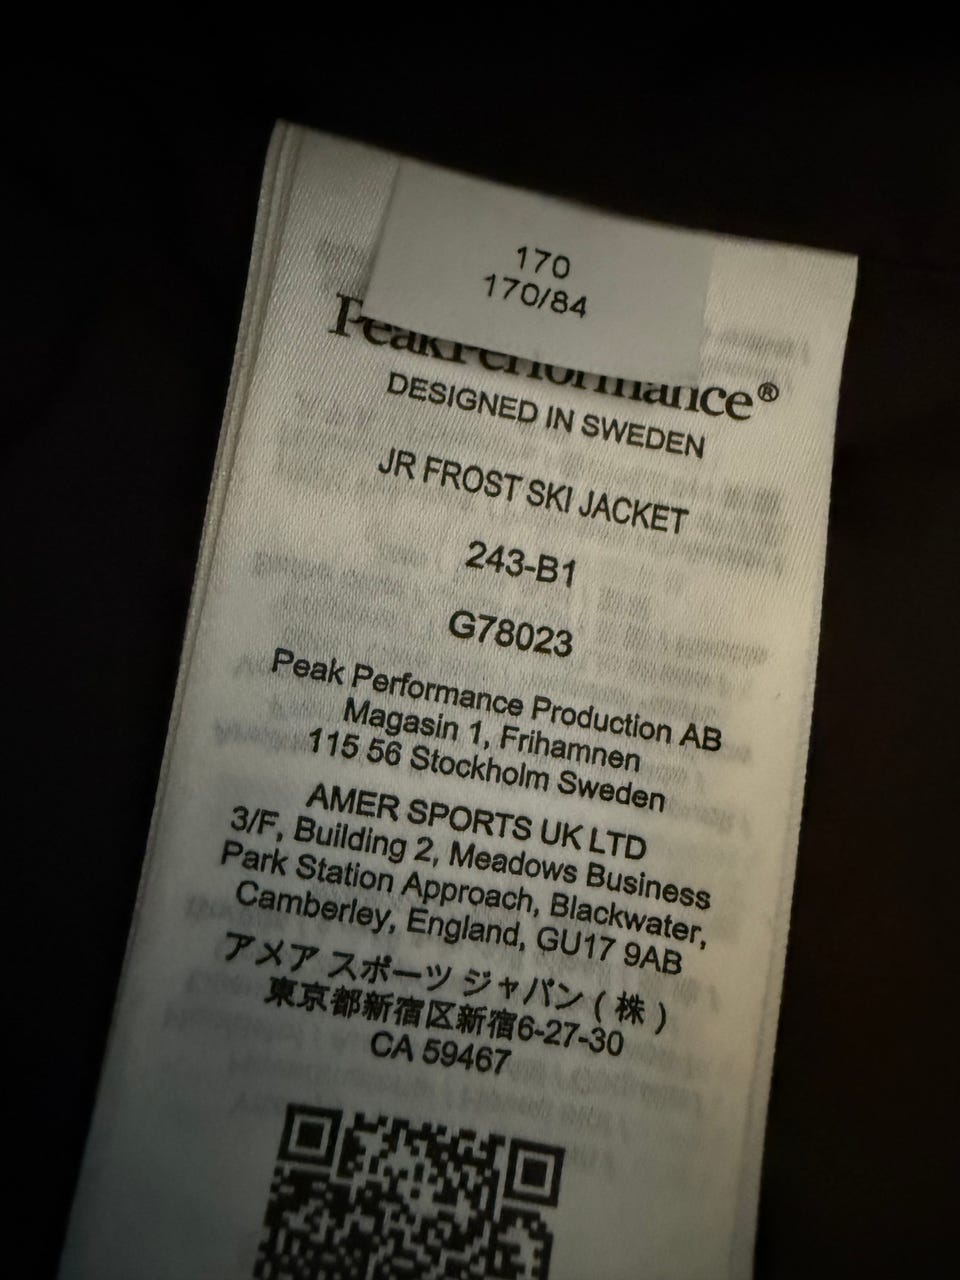 170
170/84
PeakPerformance®
DESIGNED IN SWEDEN
JR FROST SKI JACKET
243-B1
G78023
Peak Performance Production AB
Magasin 1, Frihamnen
115 56 Stockholm Sweden
AMER SPORTS UK LTD
3/F, Building 2, Meadows Business
Park Station Approach, Blackwater,
Camberley, England, GU17 9AB
アメア スポーツ ジャパン ( 株 )
東京都新宿区新宿6-27-30
CA 59467